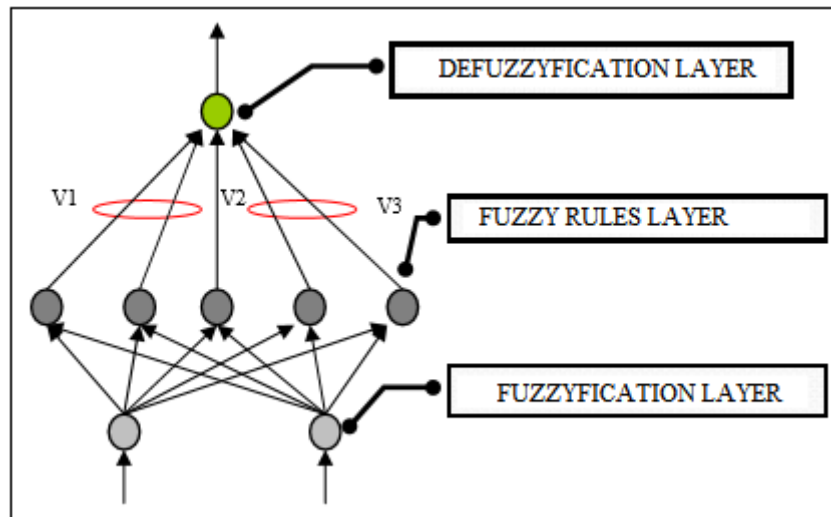 DEFUZZYFICATION LAYER
V1
V2
V3
FUZZY RULES LAYER
FUZZYFICATION LAYER